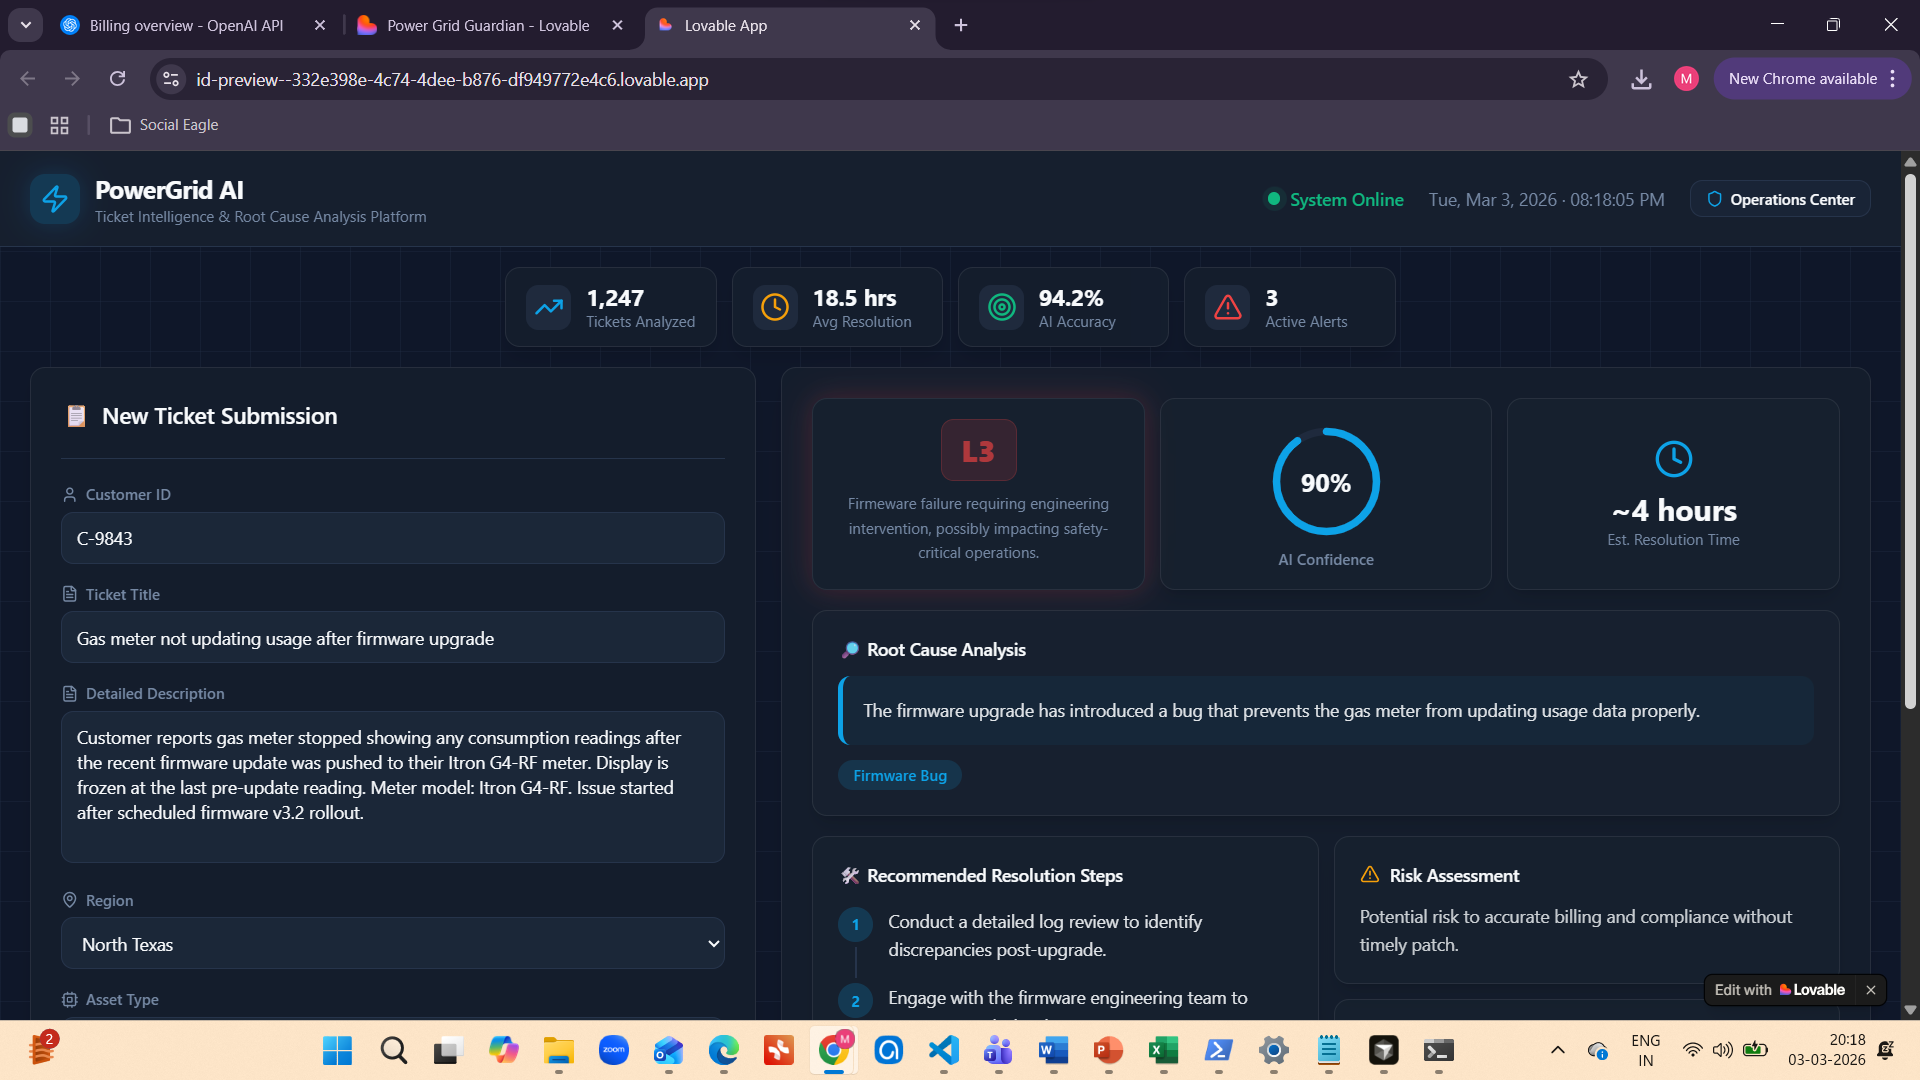 Billing overview - OpenAI API
Power Grid Guardian - Lovable
Lovable App
id-preview--332e398e-4c74-4dee-b876-df949772e4c6.lovable.app
M
New Chrome available
Social Eagle
PowerGrid AI
Ticket Intelligence & Root Cause Analysis Platform
System Online
Tue, Mar 3, 2026 · 08:18:05 PM
Operations Center
1,247
Tickets Analyzed
18.5 hrs
Avg Resolution
94.2%
AI Accuracy
3
Active Alerts
New Ticket Submission
Customer ID
C-9843
Ticket Title
Gas meter not updating usage after firmware upgrade
Detailed Description
Customer reports gas meter stopped showing any consumption readings after
the recent firmware update was pushed to their Itron G4-RF meter. Display is
frozen at the last pre-update reading. Meter model: Itron G4-RF. Issue started
after scheduled firmware v3.2 rollout.
Region
North Texas
Asset Type
L3
Firmeware failure requiring engineering
intervention, possibly impacting safety-
critical operations.
90%
AI Confidence
~4 hours
Est. Resolution Time
Root Cause Analysis
The firmware upgrade has introduced a bug that prevents the gas meter from updating usage data properly.
Firmware Bug
Recommended Resolution Steps
1
Conduct a detailed log review to identify
discrepancies post-upgrade.
2
Engage with the firmware engineering team to
Risk Assessment
Potential risk to accurate billing and compliance without
timely patch.
Edit with Lovable
2
zoom
M
ENG
IN
20:18
03-03-2026